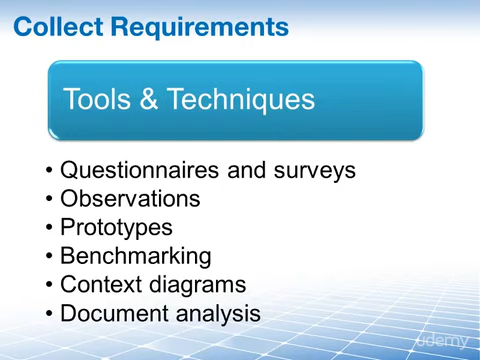 Collect Requirements
Tools & Techniques
• Questionnaires and surveys
• Observations
• Prototypes
• Benchmarking
• Context diagrams
• Document analysis
udemy